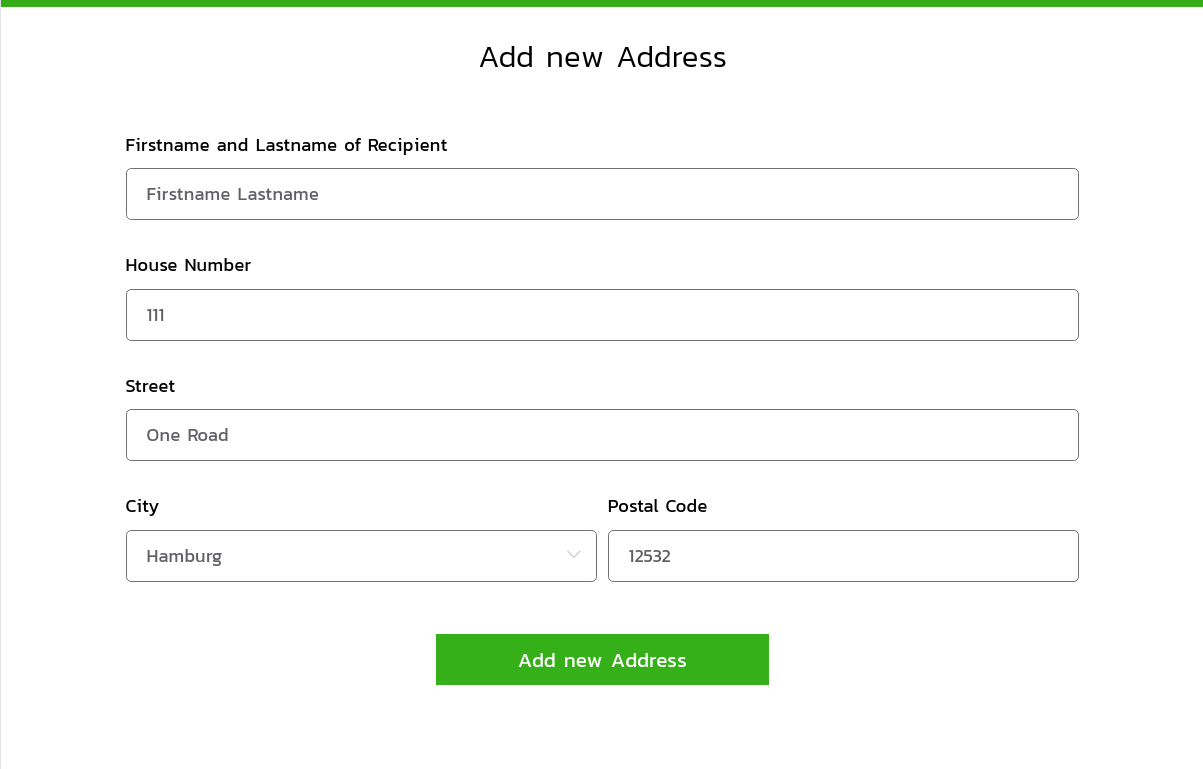 Add new Address
Firstname and Lastname of Recipient
Firstname Lastname
House Number
111
Street
One Road
City
Postal Code
Hamburg
12532
Add new Address